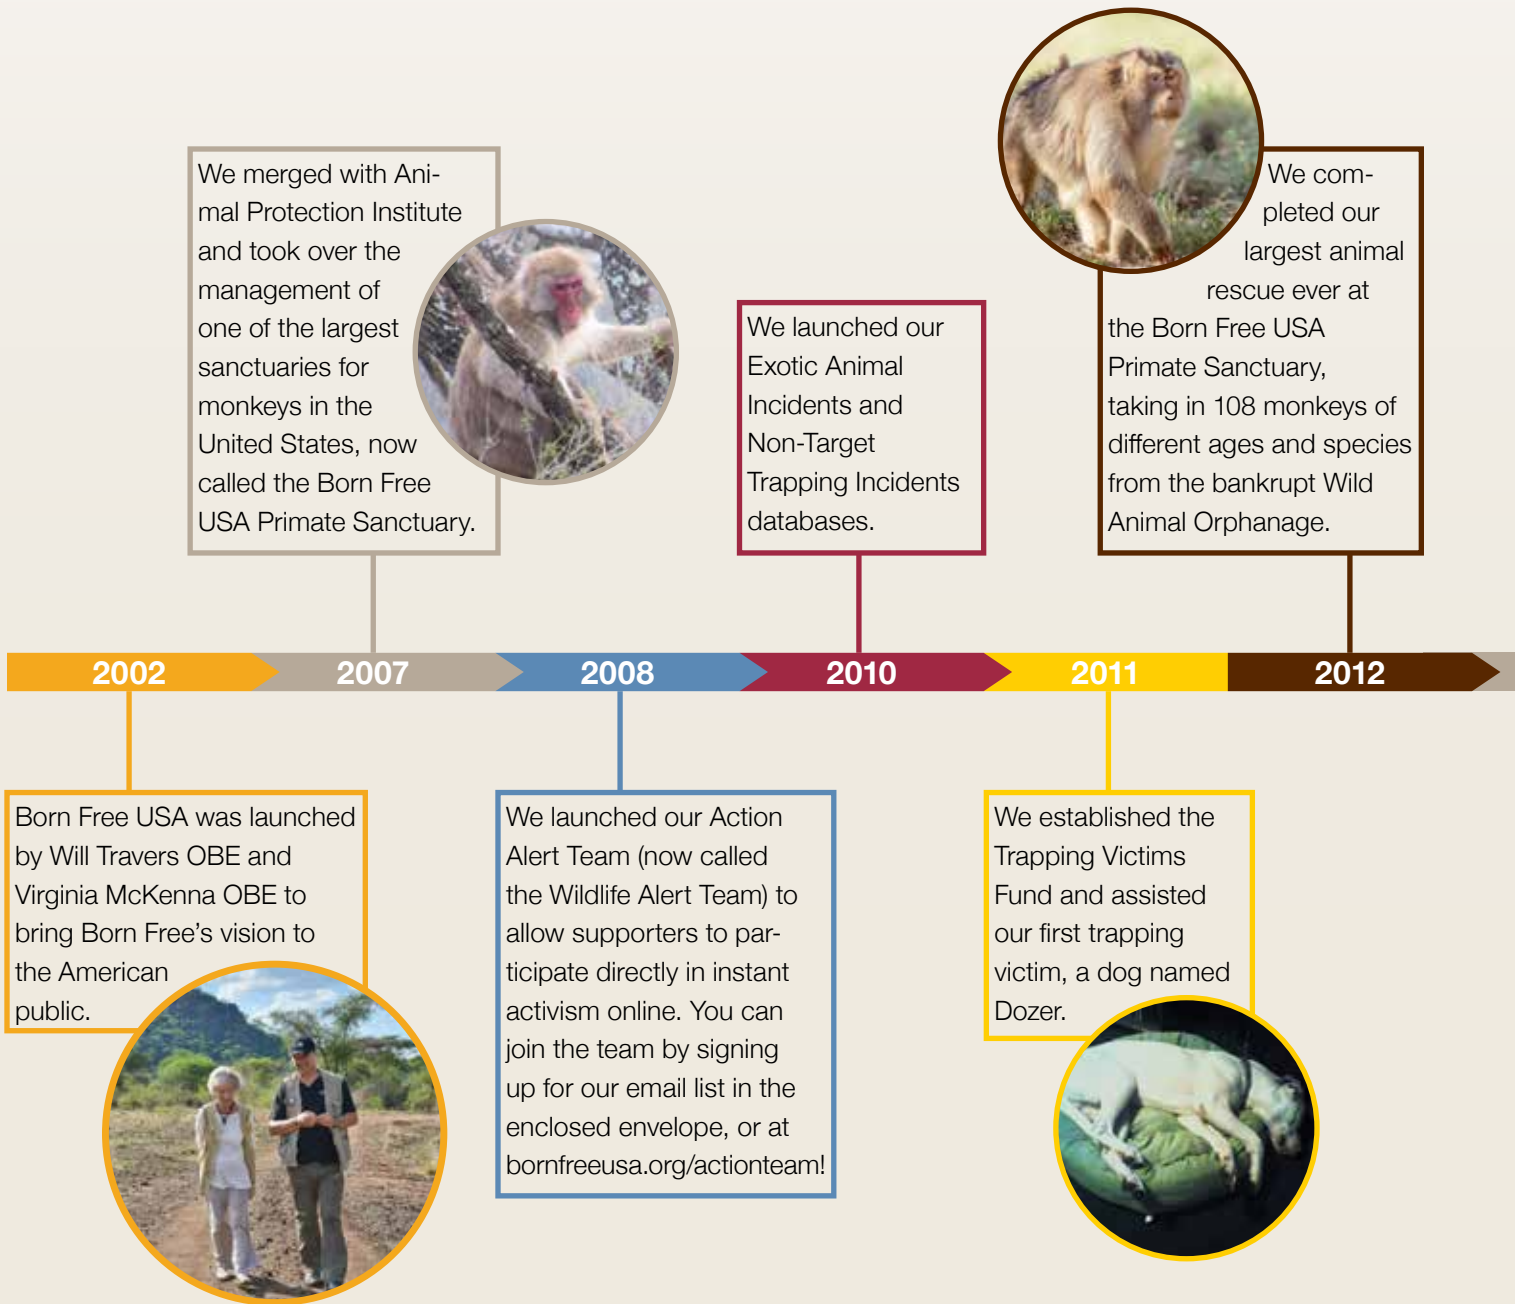 We merged with Ani-
mal Protection Institute
and took over the
management of
one of the largest
sanctuaries for
monkeys in the
United States, now
called the Born Free
USA Primate Sanctuary.
We launched our
Exotic Animal
Incidents and
Non-Target
Trapping Incidents
databases.
We com-
pleted our
largest animal
rescue ever at
the Born Free USA
Primate Sanctuary,
taking in 108 monkeys of
different ages and species
from the bankrupt Wild
Animal Orphanage.
2002 2007 2008 2010 2011 2012
Born Free USA was launched
by Will Travers OBE and
Virginia McKenna OBE to
bring Born Free’s vision to
the American
public.
We launched our Action
Alert Team (now called
the Wildlife Alert Team) to
allow supporters to par-
ticipate directly in instant
activism online. You can
join the team by signing
up for our email list in the
enclosed envelope, or at
bornfreeusa.org/actionteam!
We established the
Trapping Victims
Fund and assisted
our first trapping
victim, a dog named
Dozer.